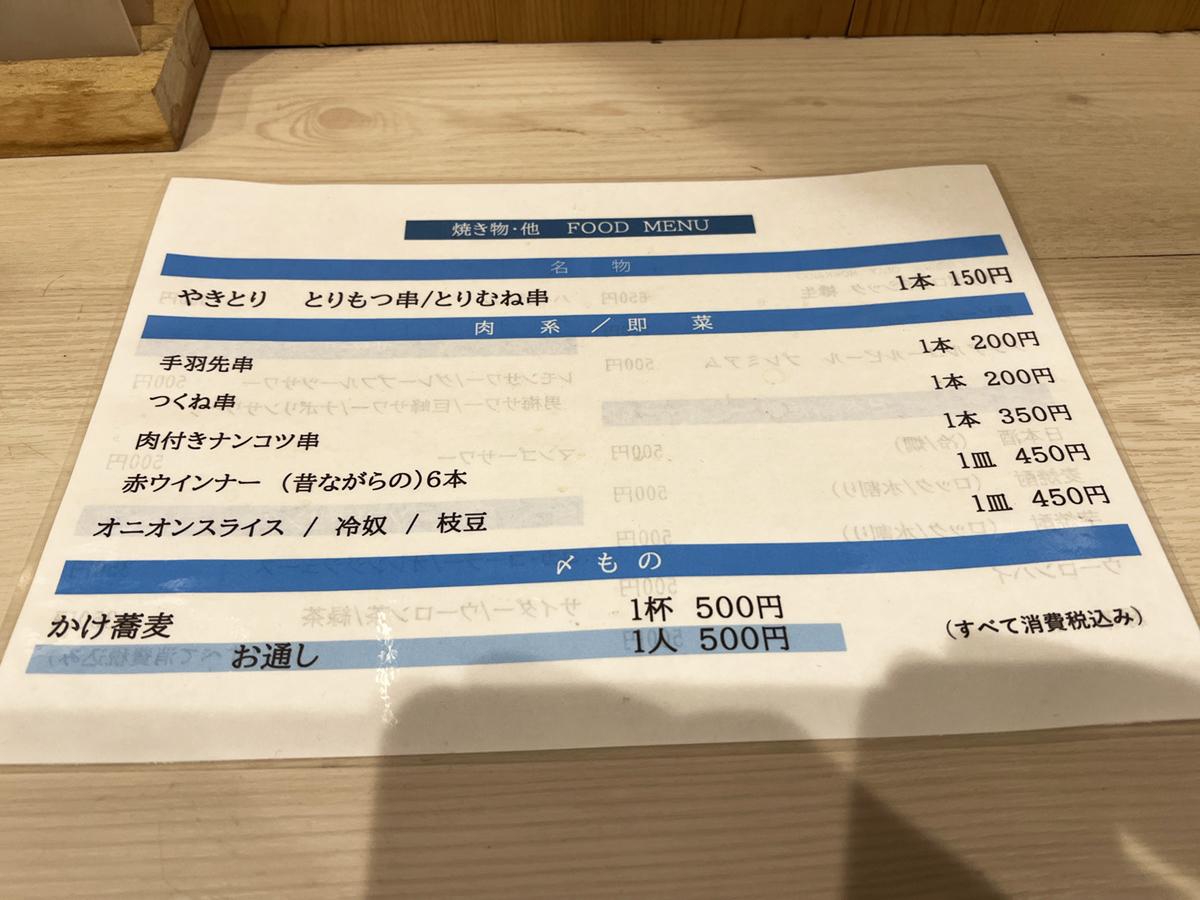 焼き物・他 FOOD MENU
名 物
やきとり とりもつ串/とりむね串 1本 150円
肉 系 / 即 菜
手羽先串 1本 200円
つくね串 1本 200円
肉付きナンコツ串 1本 350円
赤ウインナー (昔ながらの)6本 1皿 450円
オニオンスライス / 冷奴 / 枝豆 1皿 450円
〆もの
かけ蕎麦 1杯 500円
お通し 1人 500円
(すべて消費税込み)